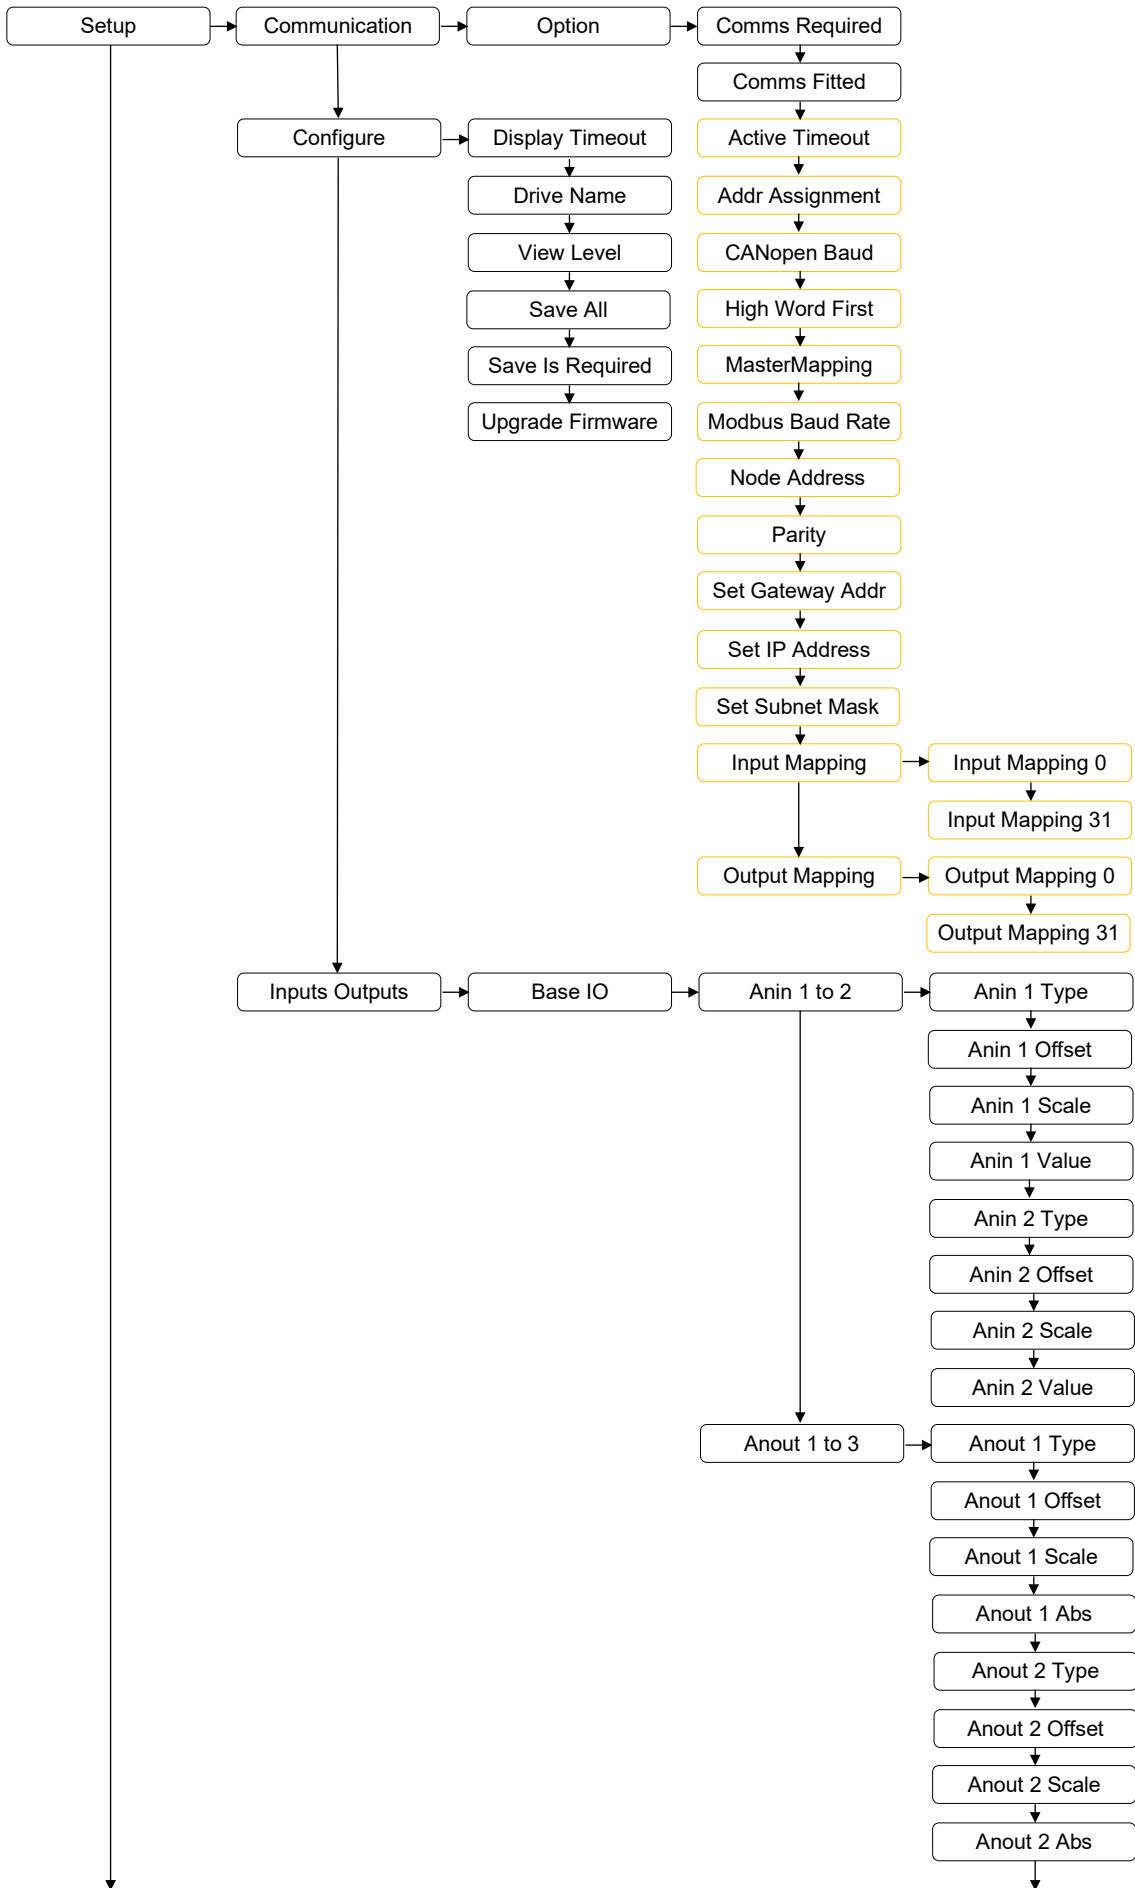 Setup
Communication
Option
Comms Required
Comms Fitted
Configure
Display Timeout
Active Timeout
Drive Name
Addr Assignment
View Level
CANopen Baud
Save All
High Word First
Save Is Required
MasterMapping
Upgrade Firmware
Modbus Baud Rate
Node Address
Parity
Set Gateway Addr
Set IP Address
Set Subnet Mask
Input Mapping
Input Mapping 0
Input Mapping 31
Output Mapping
Output Mapping 0
Output Mapping 31
Inputs Outputs
Base IO
Anin 1 to 2
Anin 1 Type
Anin 1 Offset
Anin 1 Scale
Anin 1 Value
Anin 2 Type
Anin 2 Offset
Anin 2 Scale
Anin 2 Value
Anout 1 to 3
Anout 1 Type
Anout 1 Offset
Anout 1 Scale
Anout 1 Abs
Anout 2 Type
Anout 2 Offset
Anout 2 Scale
Anout 2 Abs